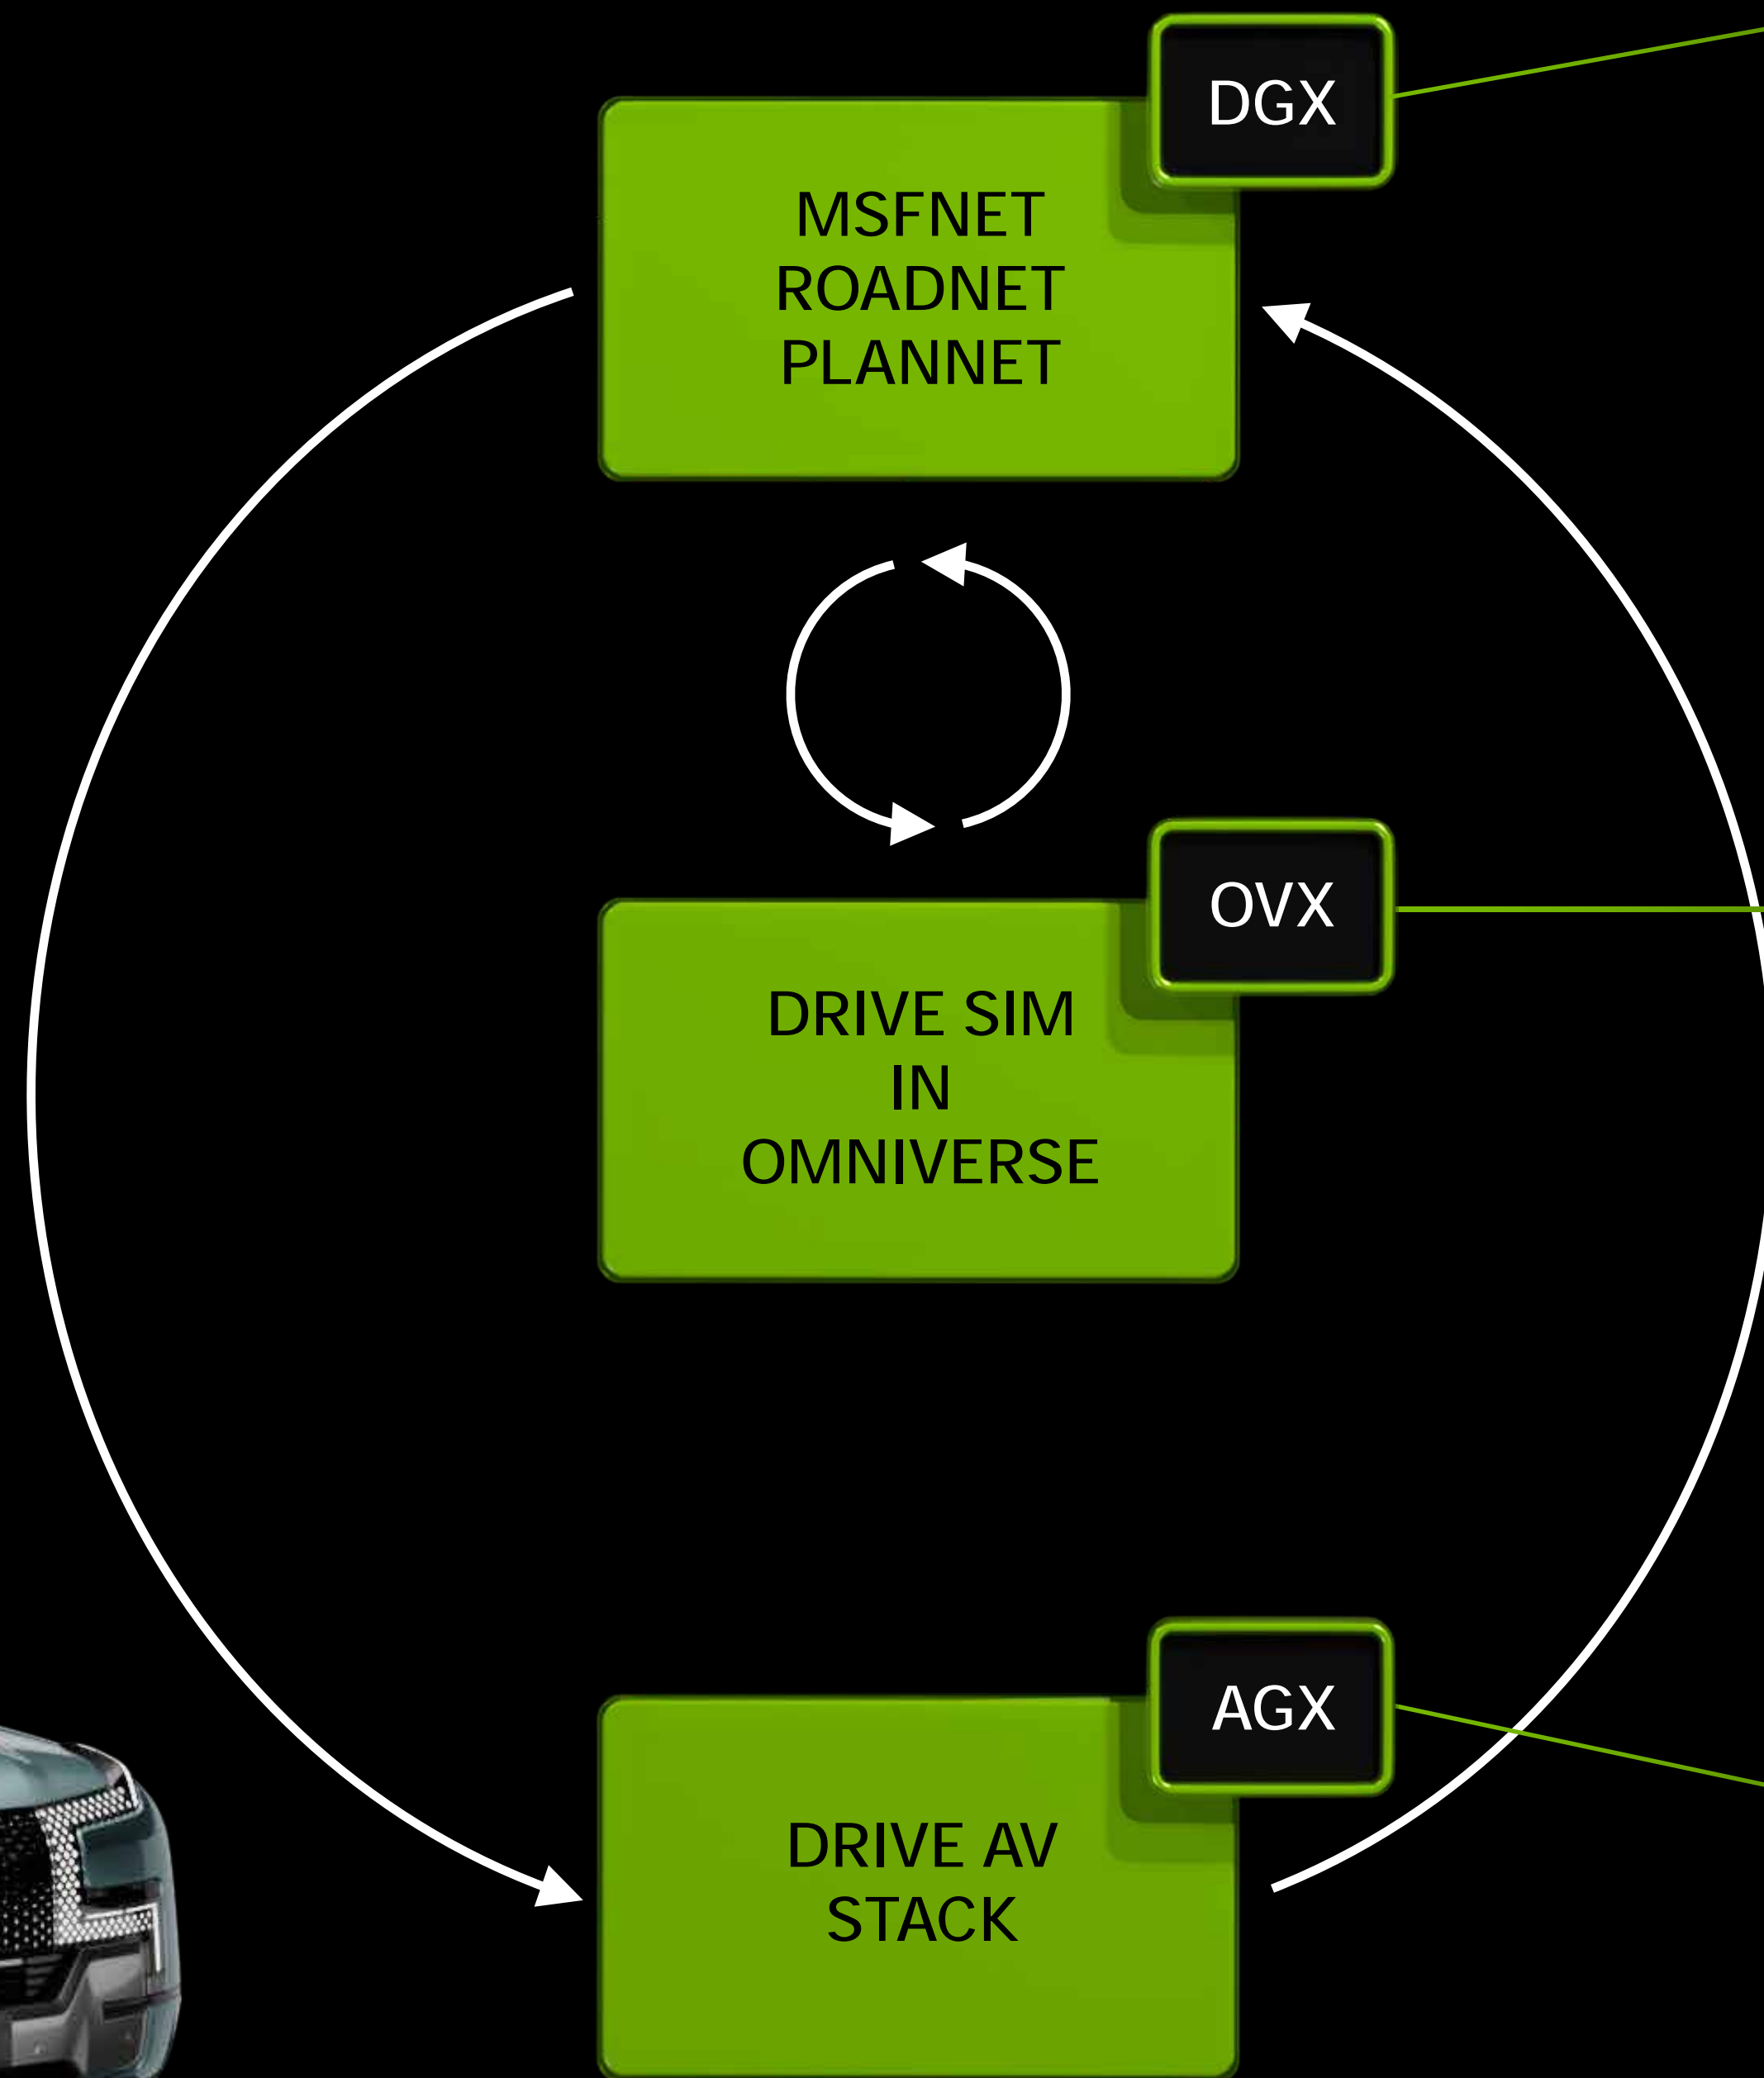 DGX
MSFNET
ROADNET
PLANNET
OVX
DRIVE SIM
IN
OMNIVERSE
AGX
DRIVE AV
STACK